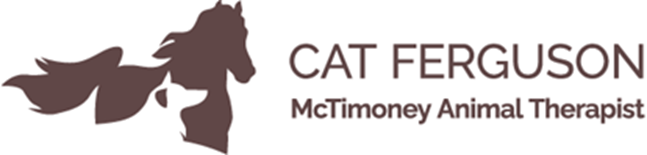 CAT FERGUSON
McTimoney Animal Therapist